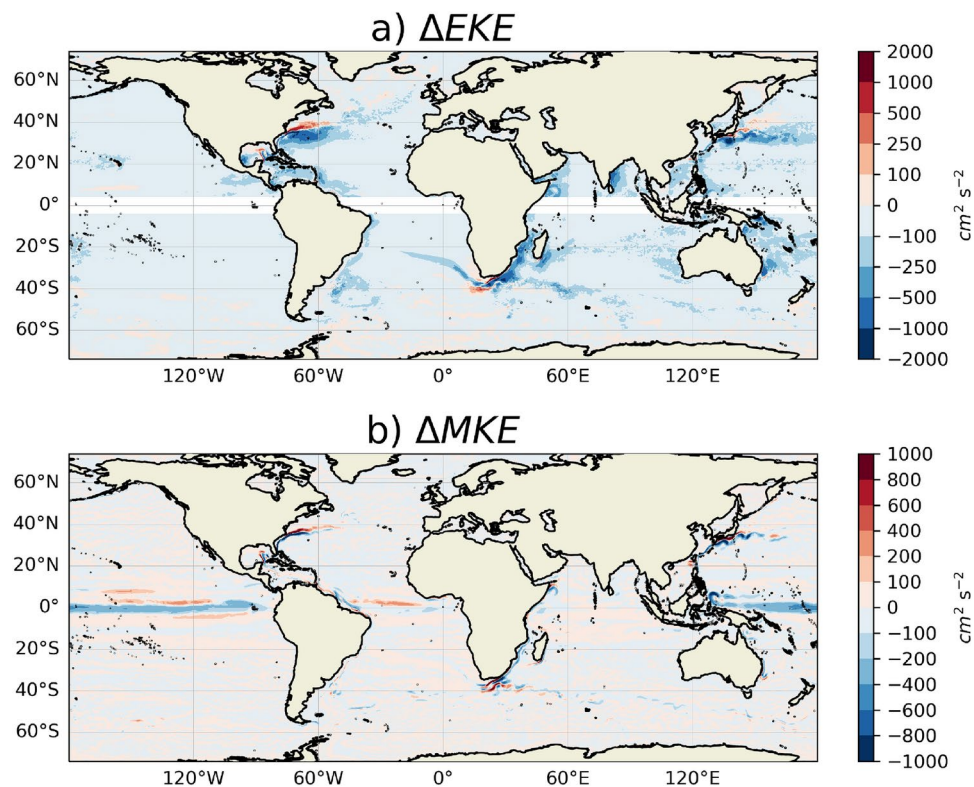 a) ΔEKE
60°N
40°N
20°N
0°
20°S
40°S
60°S
120°W 60°W 0° 60°E 120°E
2000
1000
500
250
100
0
−100
−250
−500
−1000
−2000
cm² s⁻²
b) ΔMKE
60°N
40°N
20°N
0°
20°S
40°S
60°S
120°W 60°W 0° 60°E 120°E
1000
800
600
400
200
100
0
−100
−200
−400
−600
−800
−1000
cm² s⁻²